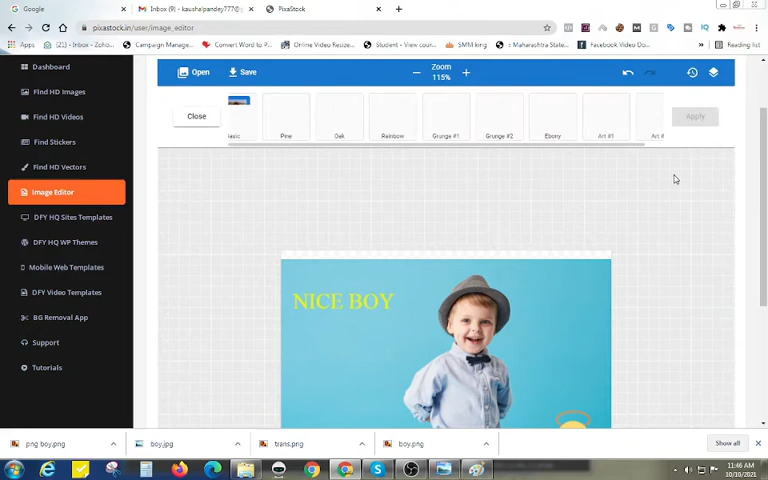 Google
Inbox (9) - kaushalpandey777@g
PixaStock
pixastock.in/user/image_editor
Apps
Inbox - Zoho...
Campaign Manage...
Convert Word to P...
Online Video Resize...
Student - View cour...
SMM king
: Maharashtra State...
Facebook Video Do...
Reading list
Dashboard
Find HD Images
Find HD Videos
Find Stickers
Find HD Vectors
Image Editor
DFY HQ Sites Templates
DFY HQ WP Themes
Mobile Web Templates
DFY Video Templates
BG Removal App
Support
Tutorials
Open
Save
Zoom
115%
Close
asic
Pine
Oak
Rainbow
Grunge #1
Grunge #2
Ebony
Art #1
Art #
Apply
NICE BOY
png boy.png
boy.jpg
trans.png
boy.png
Show all
11:46 AM
10/10/2021